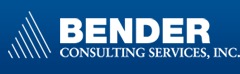 BENDER
CONSULTING SERVICES, INC.